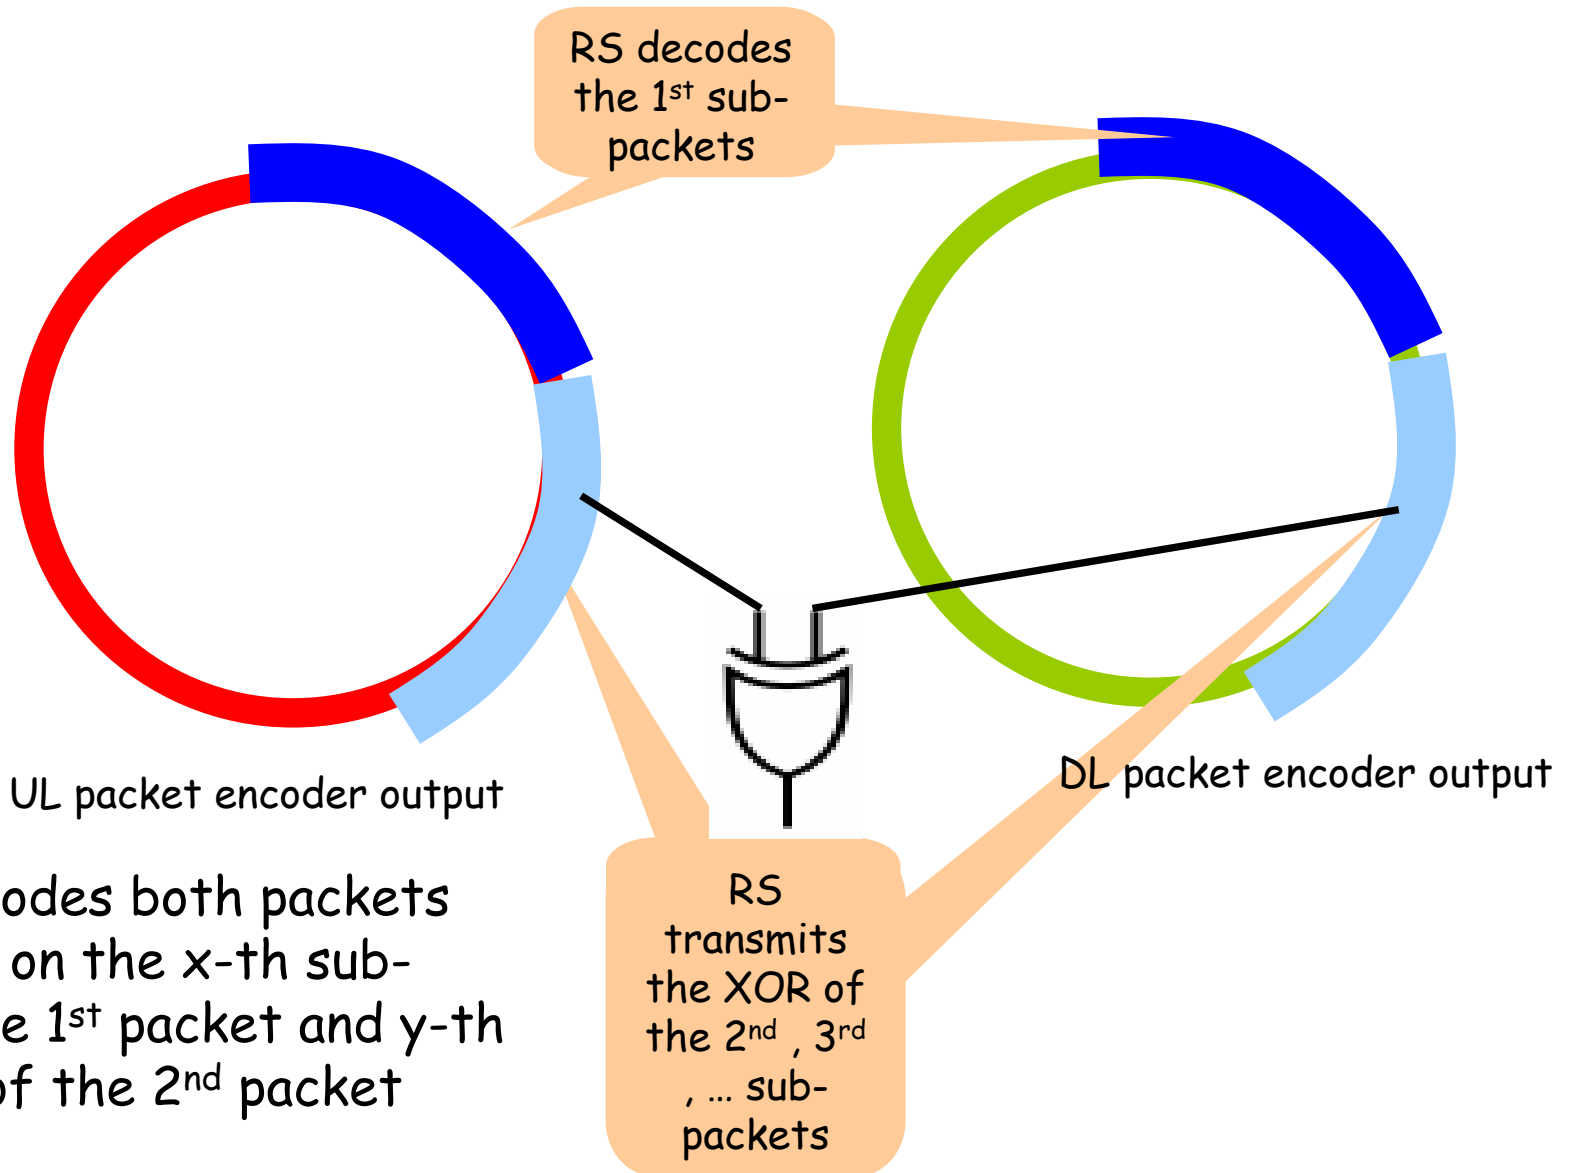 RS decodes
the 1st sub-
packets
UL packet encoder output
DL packet encoder output
odes both packets
on the x-th sub-
e 1st packet and y-th
of the 2nd packet
RS
transmits
the XOR of
the 2nd , 3rd
, ... sub-
packets